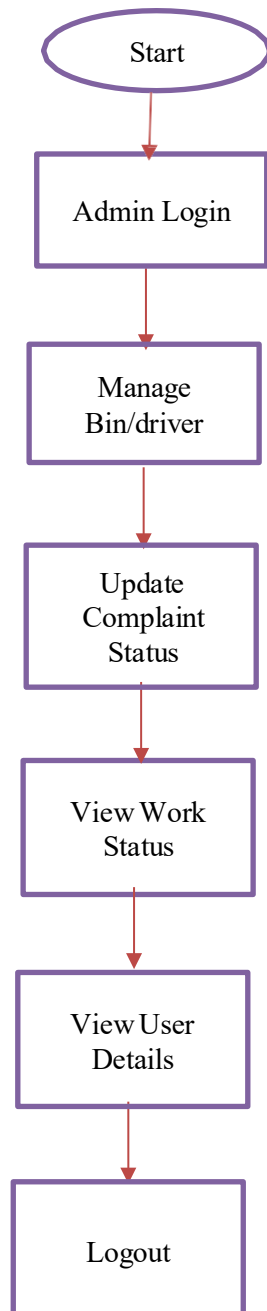 Start
Admin Login
Manage
Bin/driver
Update
Complaint
Status
View Work
Status
View User
Details
Logout